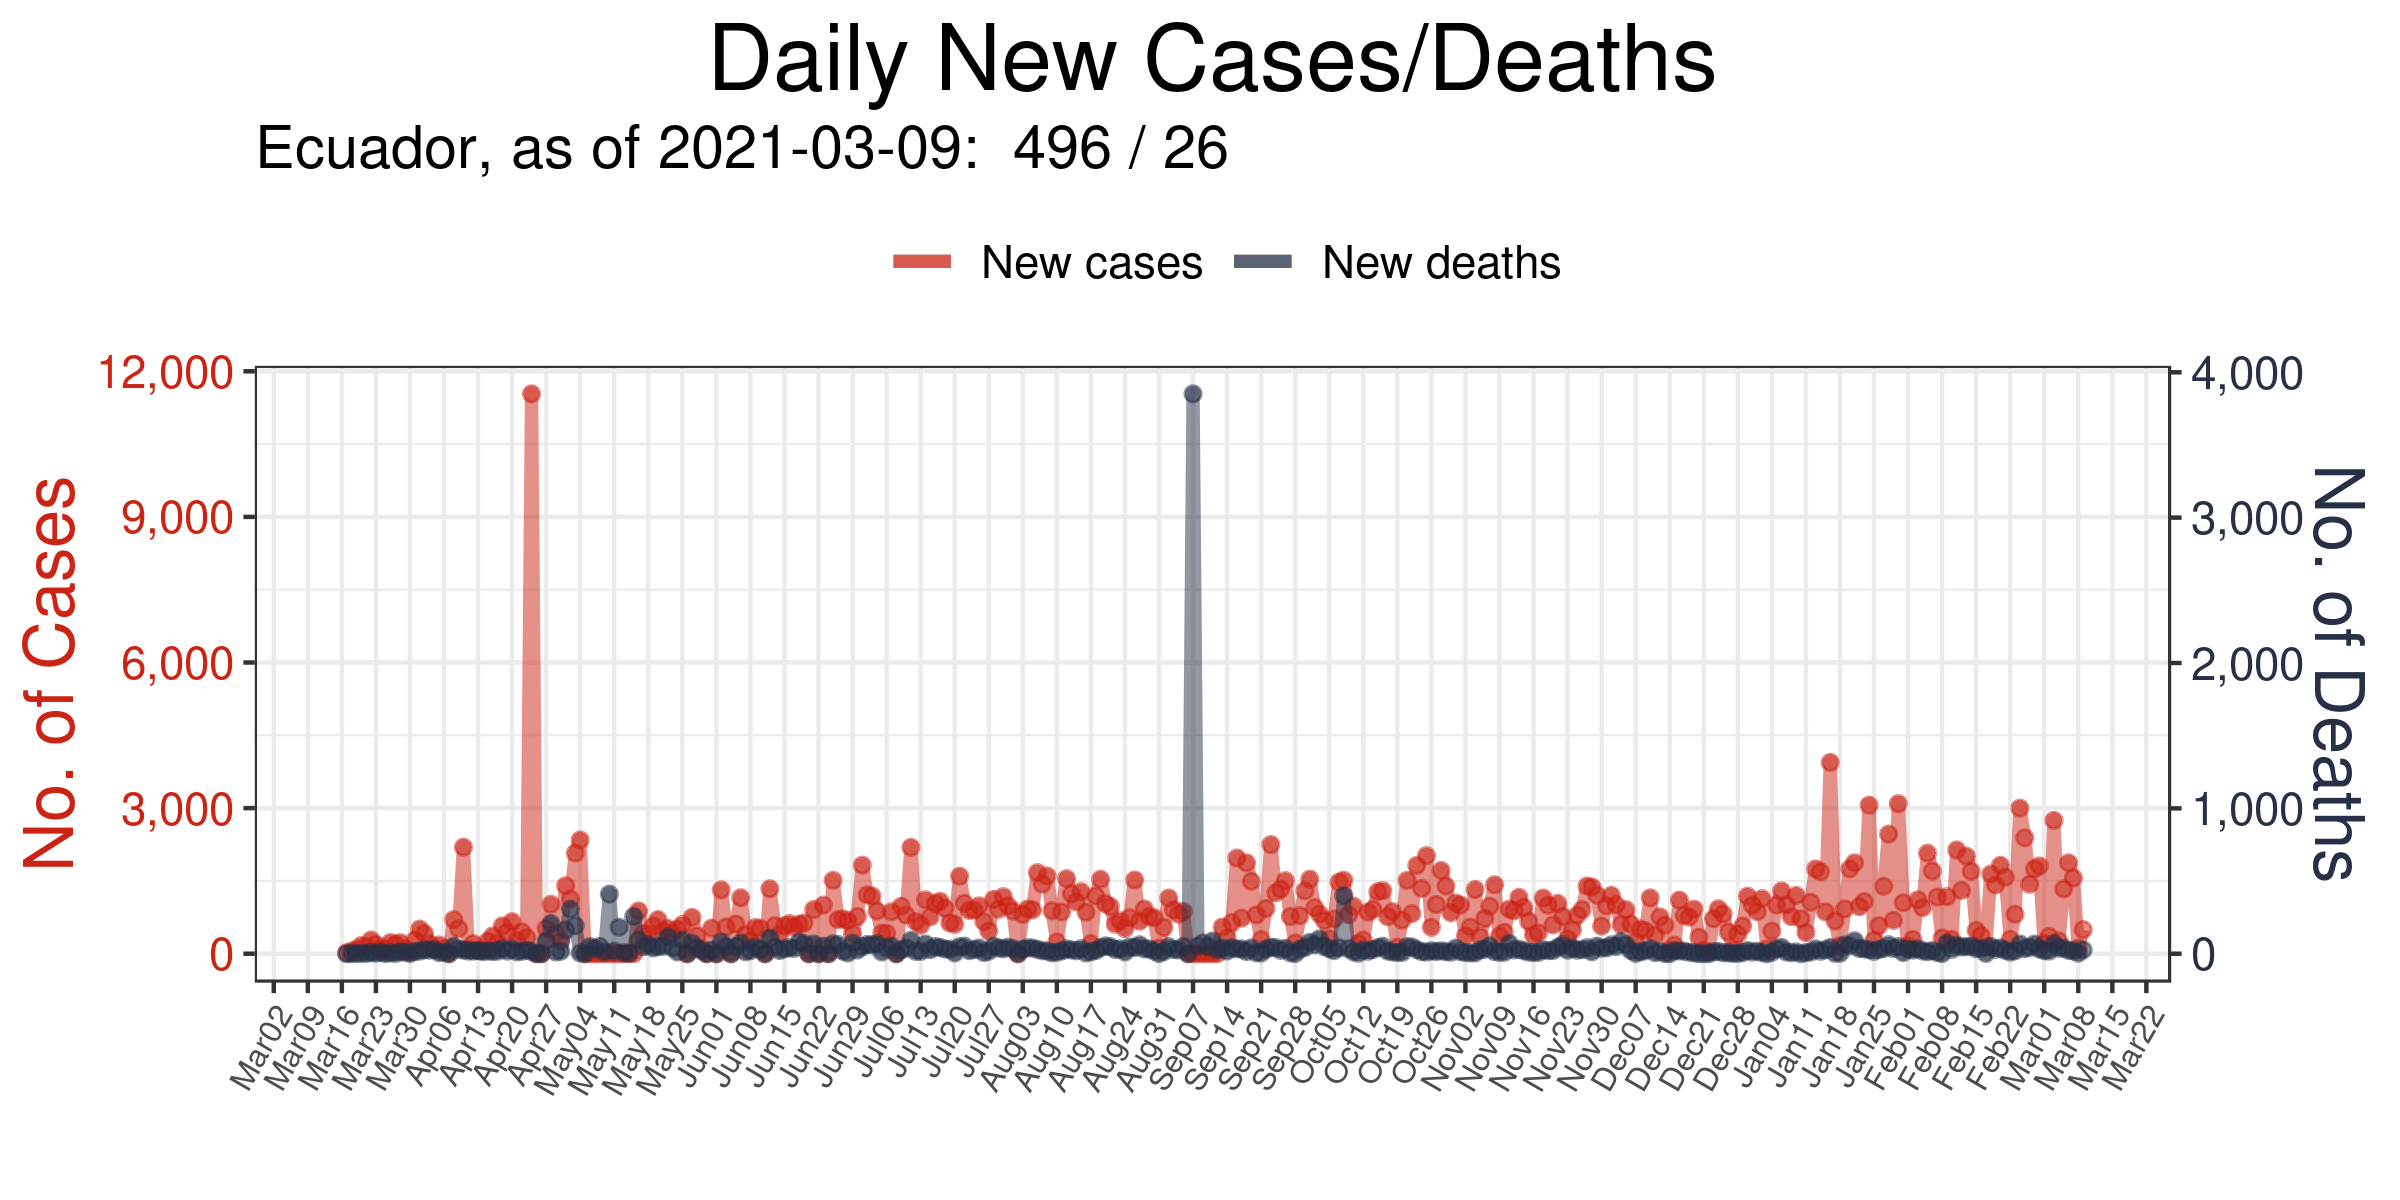 Daily New Cases/Deaths
Ecuador, as of 2021-03-09:  496 / 26
New cases
New deaths
No. of Cases
12,000
9,000
6,000
3,000
0
4,000
3,000
2,000
1,000
0
No. of Deaths
Mar02
Mar09
Mar16
Mar23
Mar30
Apr06
Apr13
Apr20
Apr27
May04
May11
May18
May25
Jun01
Jun08
Jun15
Jun22
Jun29
Jul06
Jul13
Jul20
Jul27
Aug03
Aug10
Aug17
Aug24
Aug31
Sep07
Sep14
Sep21
Sep28
Oct05
Oct12
Oct19
Oct26
Nov02
Nov09
Nov16
Nov23
Nov30
Dec07
Dec14
Dec21
Dec28
Jan04
Jan11
Jan18
Jan25
Feb01
Feb08
Feb15
Feb22
Mar01
Mar08
Mar15
Mar22